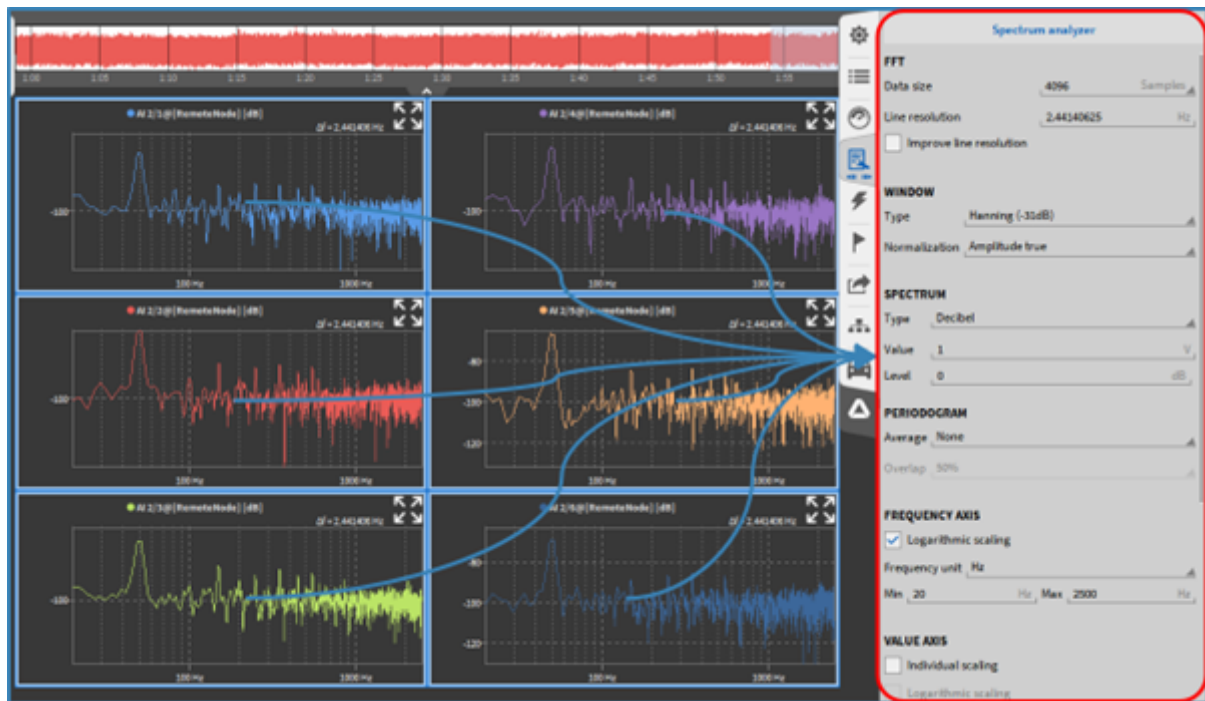 1:00 1:05 1:10 1:15 1:20 1:25 1:30 1:35 1:40 1:45 1:50 1:55
AI 2/1@[RemoteNode] [dB]
Δf=2,441406 Hz
-100
100 Hz 1000 Hz
AI 2/4@[RemoteNode] [dB]
Δf=2,441406 Hz
-100
100 Hz 1000 Hz
AI 2/2@[RemoteNode] [dB]
Δf=2,441406 Hz
-100
100 Hz 1000 Hz
AI 2/5@[RemoteNode] [dB]
Δf=2,441406 Hz
-80
-100
-120
100 Hz 1000 Hz
AI 2/3@[RemoteNode] [dB]
Δf=2,441406 Hz
-100
100 Hz 1000 Hz
AI 2/6@[RemoteNode] [dB]
Δf=2,441406 Hz
-80
-100
-120
100 Hz 1000 Hz
Spectrum analyzer
FFT
Data size 4096 Samples
Line resolution 2.44140625 Hz
Improve line resolution
WINDOW
Type Hanning (-31dB)
Normalization Amplitude true
SPECTRUM
Type Decibel
Value 1 V
Level 0 dB
PERIODOGRAM
Average None
Overlap 50%
FREQUENCY AXIS
Logarithmic scaling
Frequency unit Hz
Min 20 Hz Max 2500 Hz
VALUE AXIS
Individual scaling
Logarithmic scaling